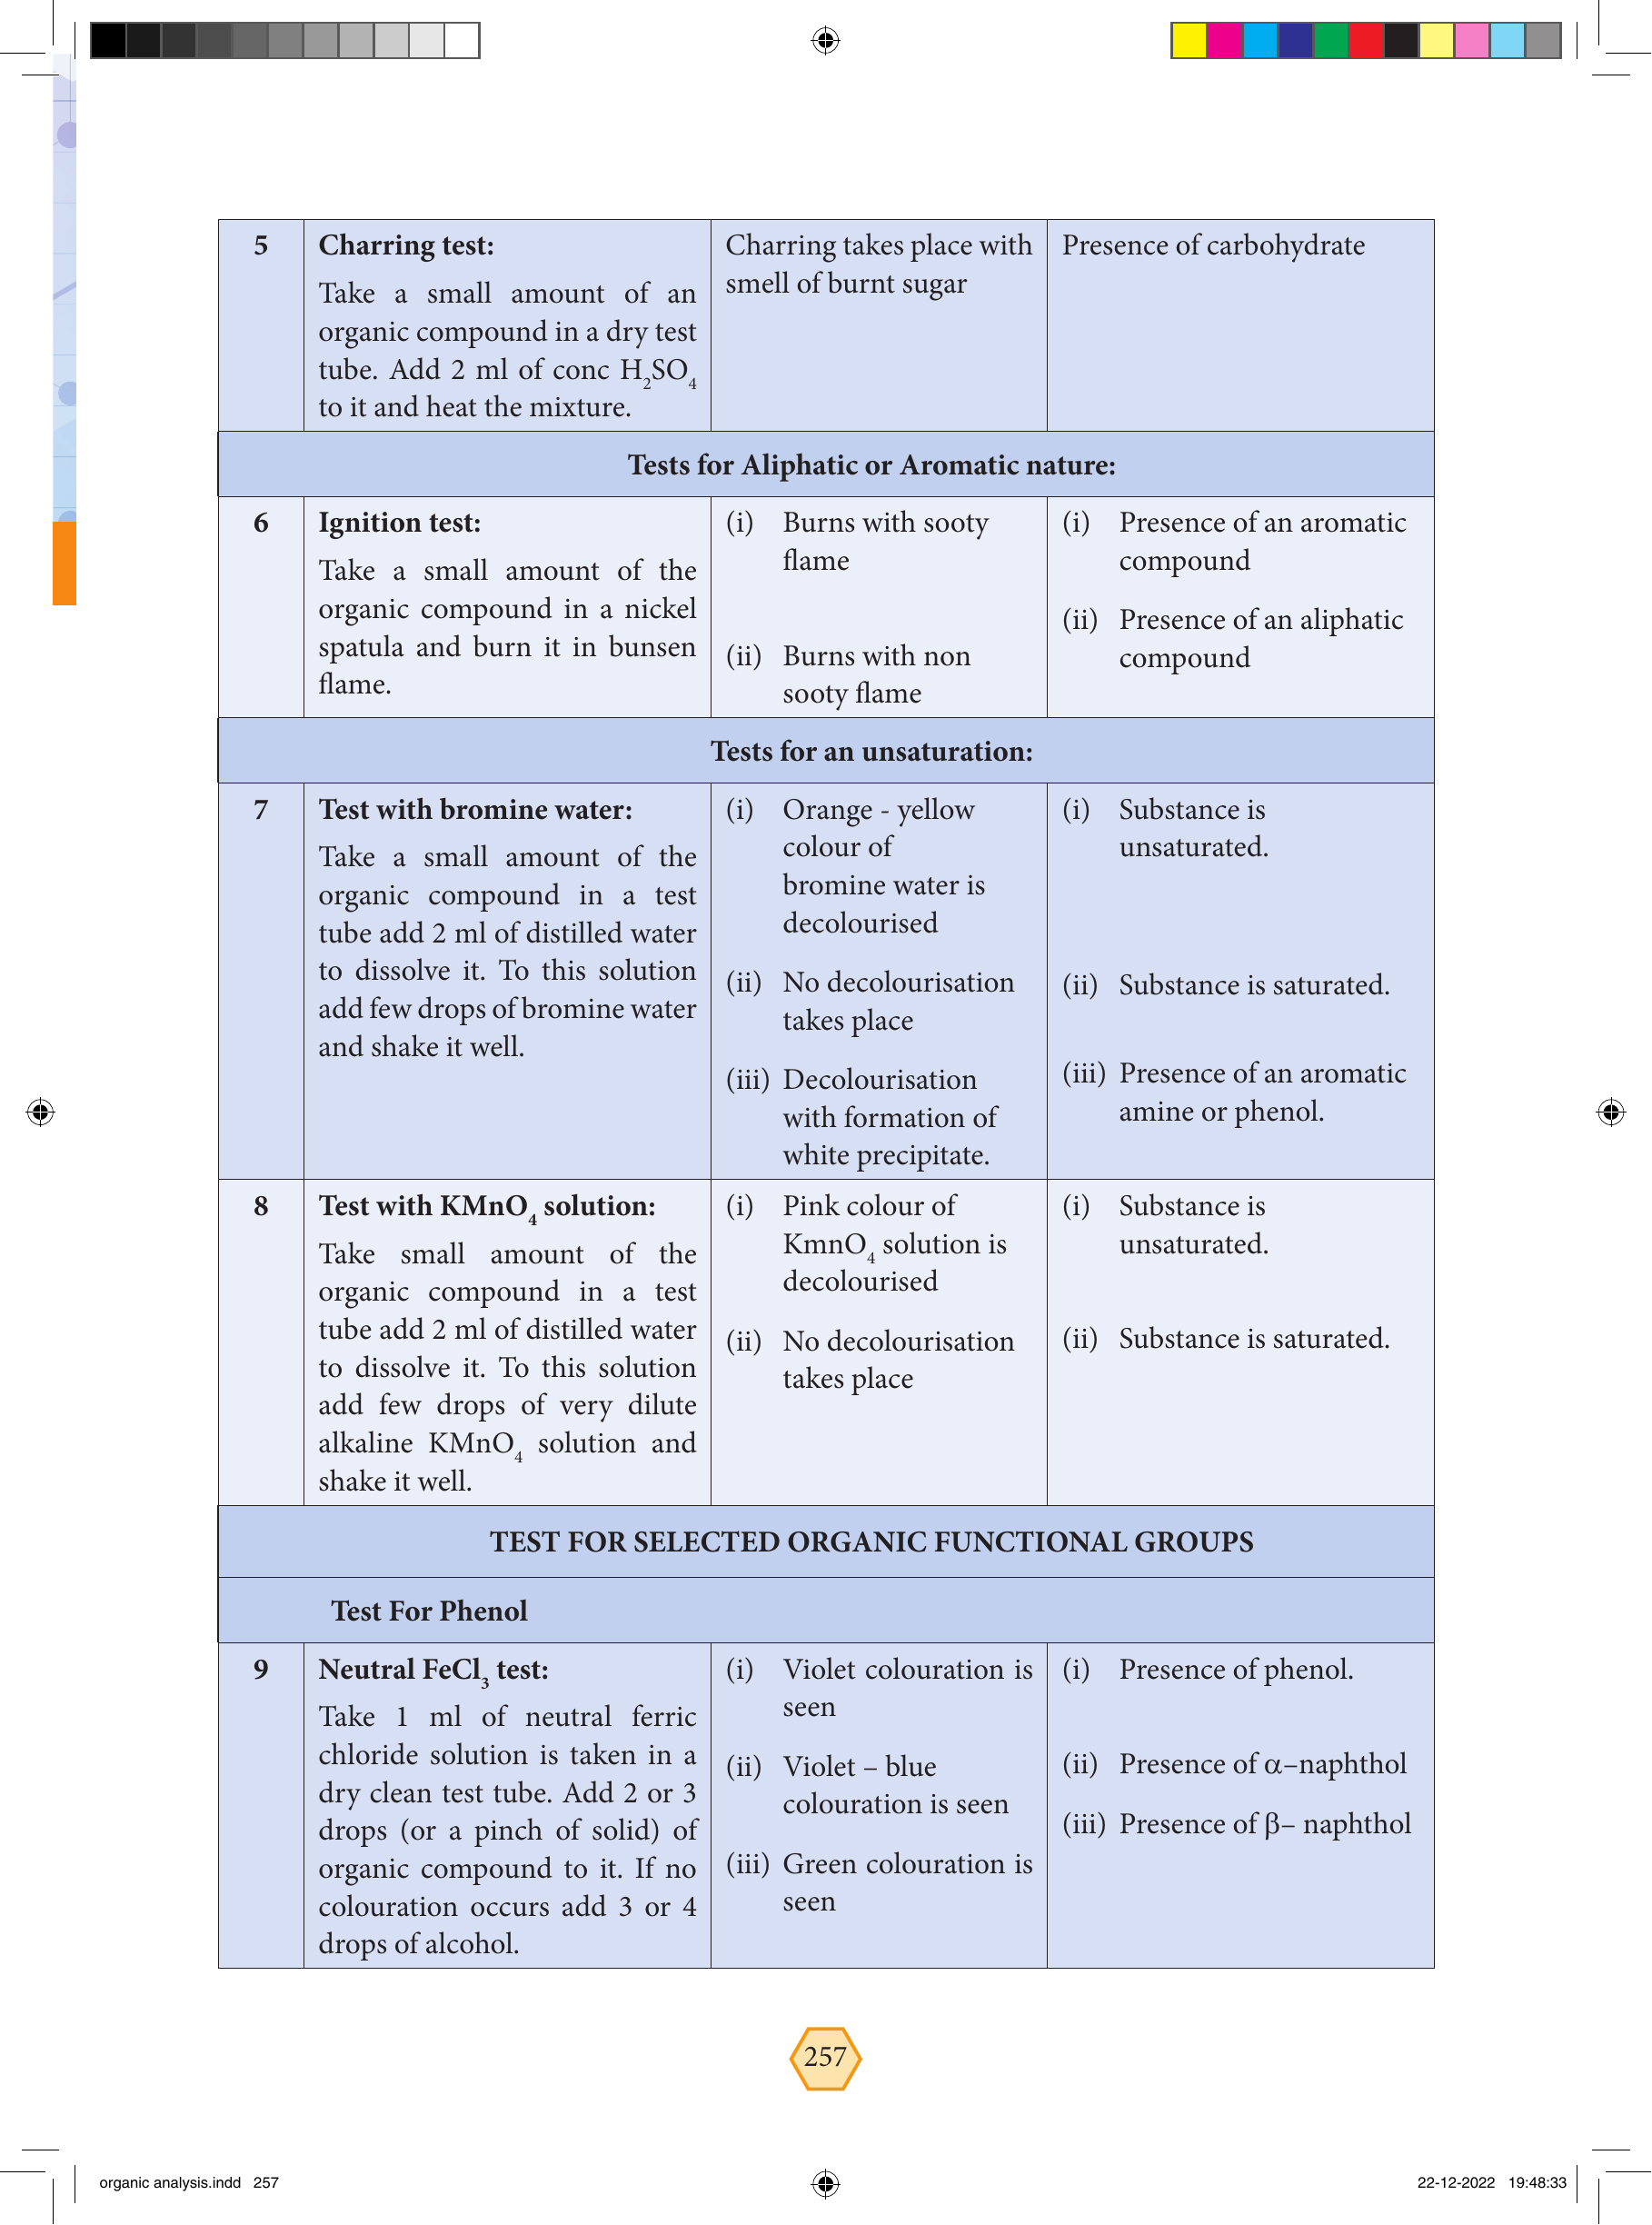 5
Charring test:
Take a small amount of an
organic compound in a dry test
tube. Add 2 ml of conc H₂SO₄
to it and heat the mixture.
Charring takes place with
smell of burnt sugar
Presence of carbohydrate
Tests for Aliphatic or Aromatic nature:
6
Ignition test:
Take a small amount of the
organic compound in a nickel
spatula and burn it in bunsen
flame.
(i) Burns with sooty
flame
(ii) Burns with non
sooty flame
(i) Presence of an aromatic
compound
(ii) Presence of an aliphatic
compound
Tests for an unsaturation:
7
Test with bromine water:
Take a small amount of the
organic compound in a test
tube add 2 ml of distilled water
to dissolve it. To this solution
add few drops of bromine water
and shake it well.
(i) Orange - yellow
colour of
bromine water is
decolourised
(ii) No decolourisation
takes place
(iii) Decolourisation
with formation of
white precipitate.
(i) Substance is
unsaturated.
(ii) Substance is saturated.
(iii) Presence of an aromatic
amine or phenol.
8
Test with KMnO₄ solution:
Take small amount of the
organic compound in a test
tube add 2 ml of distilled water
to dissolve it. To this solution
add few drops of very dilute
alkaline KMnO₄ solution and
shake it well.
(i) Pink colour of
KmnO₄ solution is
decolourised
(ii) No decolourisation
takes place
(i) Substance is
unsaturated.
(ii) Substance is saturated.
TEST FOR SELECTED ORGANIC FUNCTIONAL GROUPS
Test For Phenol
9
Neutral FeCl₃ test:
Take 1 ml of neutral ferric
chloride solution is taken in a
dry clean test tube. Add 2 or 3
drops (or a pinch of solid) of
organic compound to it. If no
colouration occurs add 3 or 4
drops of alcohol.
(i) Violet colouration is
seen
(ii) Violet – blue
colouration is seen
(iii) Green colouration is
seen
(i) Presence of phenol.
(ii) Presence of α–naphthol
(iii) Presence of β– naphthol
257
organic analysis.indd 257
22-12-2022 19:48:33